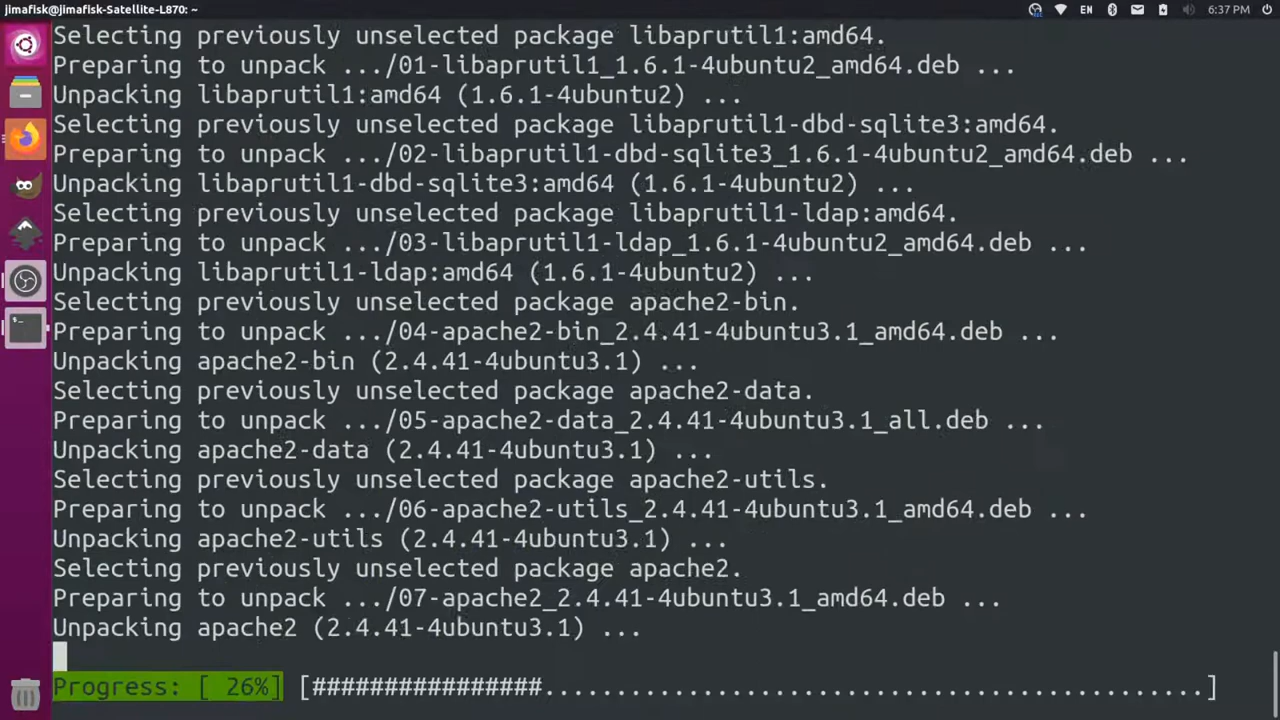 jimafisk@jimafisk-Satellite-L870: ~
EN
6:37 PM
Selecting previously unselected package libaprutil1:amd64.
Preparing to unpack .../01-libaprutil1_1.6.1-4ubuntu2_amd64.deb ...
Unpacking libaprutil1:amd64 (1.6.1-4ubuntu2) ...
Selecting previously unselected package libaprutil1-dbd-sqlite3:amd64.
Preparing to unpack .../02-libaprutil1-dbd-sqlite3_1.6.1-4ubuntu2_amd64.deb ...
Unpacking libaprutil1-dbd-sqlite3:amd64 (1.6.1-4ubuntu2) ...
Selecting previously unselected package libaprutil1-ldap:amd64.
Preparing to unpack .../03-libaprutil1-ldap_1.6.1-4ubuntu2_amd64.deb ...
Unpacking libaprutil1-ldap:amd64 (1.6.1-4ubuntu2) ...
Selecting previously unselected package apache2-bin.
Preparing to unpack .../04-apache2-bin_2.4.41-4ubuntu3.1_amd64.deb ...
Unpacking apache2-bin (2.4.41-4ubuntu3.1) ...
Selecting previously unselected package apache2-data.
Preparing to unpack .../05-apache2-data_2.4.41-4ubuntu3.1_all.deb ...
Unpacking apache2-data (2.4.41-4ubuntu3.1) ...
Selecting previously unselected package apache2-utils.
Preparing to unpack .../06-apache2-utils_2.4.41-4ubuntu3.1_amd64.deb ...
Unpacking apache2-utils (2.4.41-4ubuntu3.1) ...
Selecting previously unselected package apache2.
Preparing to unpack .../07-apache2_2.4.41-4ubuntu3.1_amd64.deb ...
Unpacking apache2 (2.4.41-4ubuntu3.1) ...
Progress: [ 26%] [################..............................................]